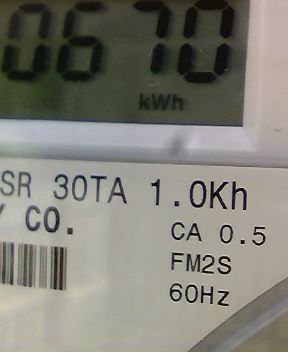 0670
kWh
SR 30TA 1.0Kh
Y CO.
CA 0.5
FM2S
60Hz